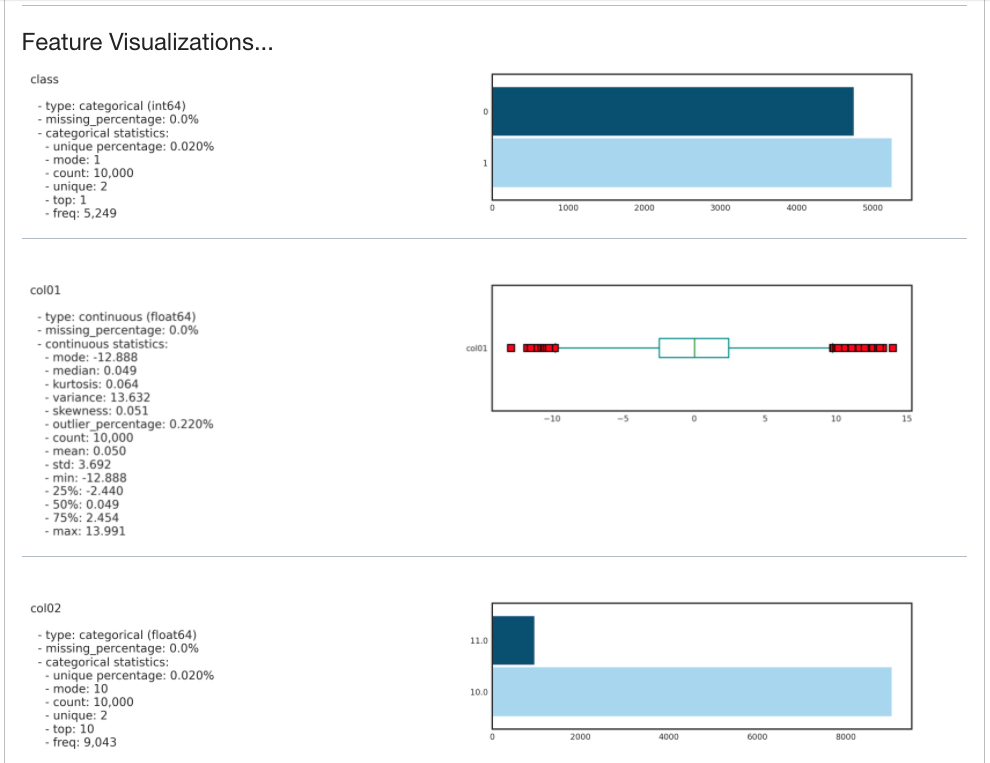 Feature Visualizations...
class
- type: categorical (int64)
- missing_percentage: 0.0%
- categorical statistics:
- unique percentage: 0.020%
- mode: 1
- count: 10,000
- unique: 2
- top: 1
- freq: 5,249
0
1
0 1000 2000 3000 4000 5000
col01
- type: continuous (float64)
- missing_percentage: 0.0%
- continuous statistics:
- mode: -12.888
- median: 0.049
- kurtosis: 0.064
- variance: 13.632
- skewness: 0.051
- outlier_percentage: 0.220%
- count: 10,000
- mean: 0.050
- std: 3.692
- min: -12.888
- 25%: -2.440
- 50%: 0.049
- 75%: 2.454
- max: 13.991
col01
−10 −5 0 5 10 15
col02
- type: categorical (float64)
- missing_percentage: 0.0%
- categorical statistics:
- unique percentage: 0.020%
- mode: 10
- count: 10,000
- unique: 2
- top: 10
- freq: 9,043
11.0
10.0
0 2000 4000 6000 8000